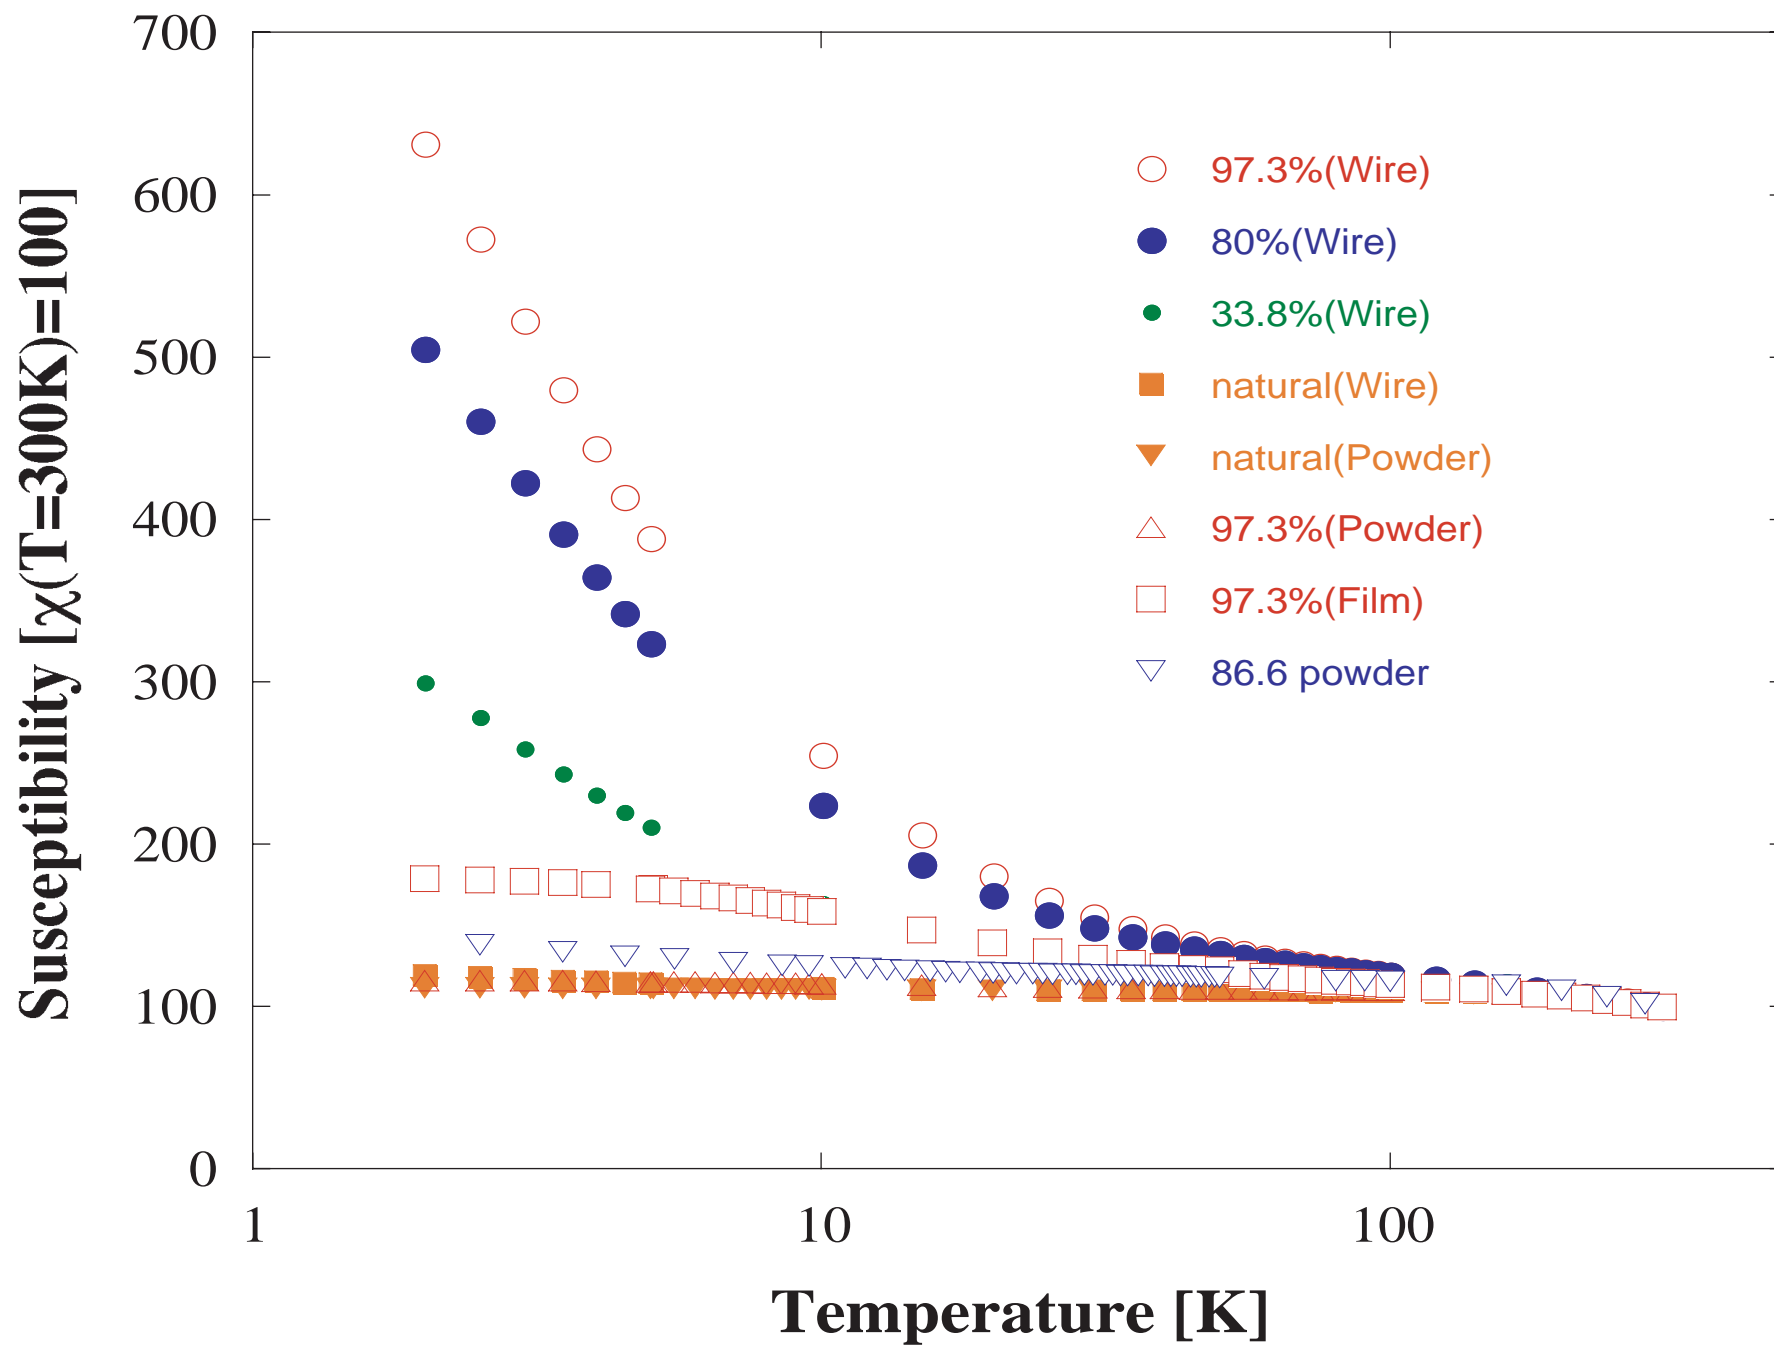 700
600
500
400
300
200
100
0
Susceptibility [χ(T=300K)=100]
97.3%(Wire)
80%(Wire)
33.8%(Wire)
natural(Wire)
natural(Powder)
97.3%(Powder)
97.3%(Film)
86.6 powder
1 10 100
Temperature [K]